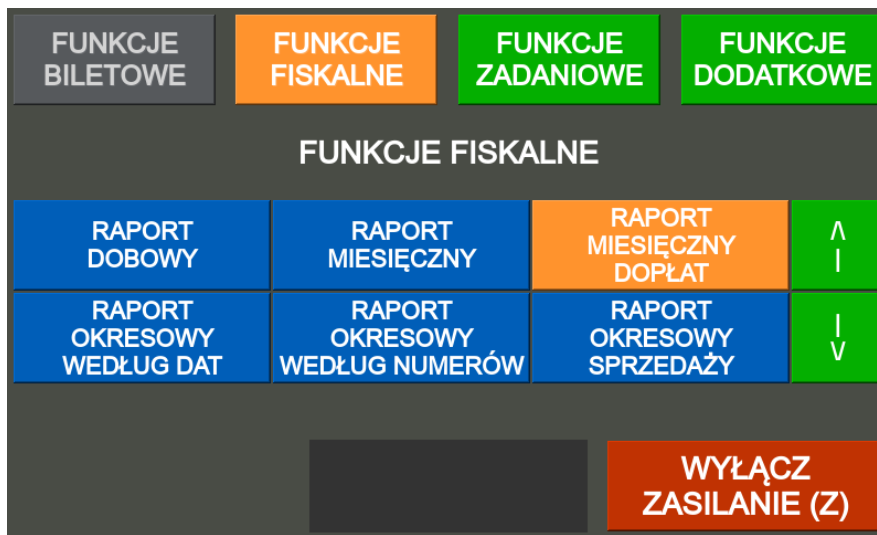 FUNKCJE
BILETOWE
FUNKCJE
FISKALNE
FUNKCJE
ZADANIOWE
FUNKCJE
DODATKOWE
FUNKCJE FISKALNE
RAPORT
DOBOWY
RAPORT
MIESIĘCZNY
RAPORT
MIESIĘCZNY
DOPŁAT
RAPORT
OKRESOWY
WEDŁUG DAT
RAPORT
OKRESOWY
WEDŁUG NUMERÓW
RAPORT
OKRESOWY
SPRZEDAŻY
WYŁĄCZ
ZASILANIE (Z)